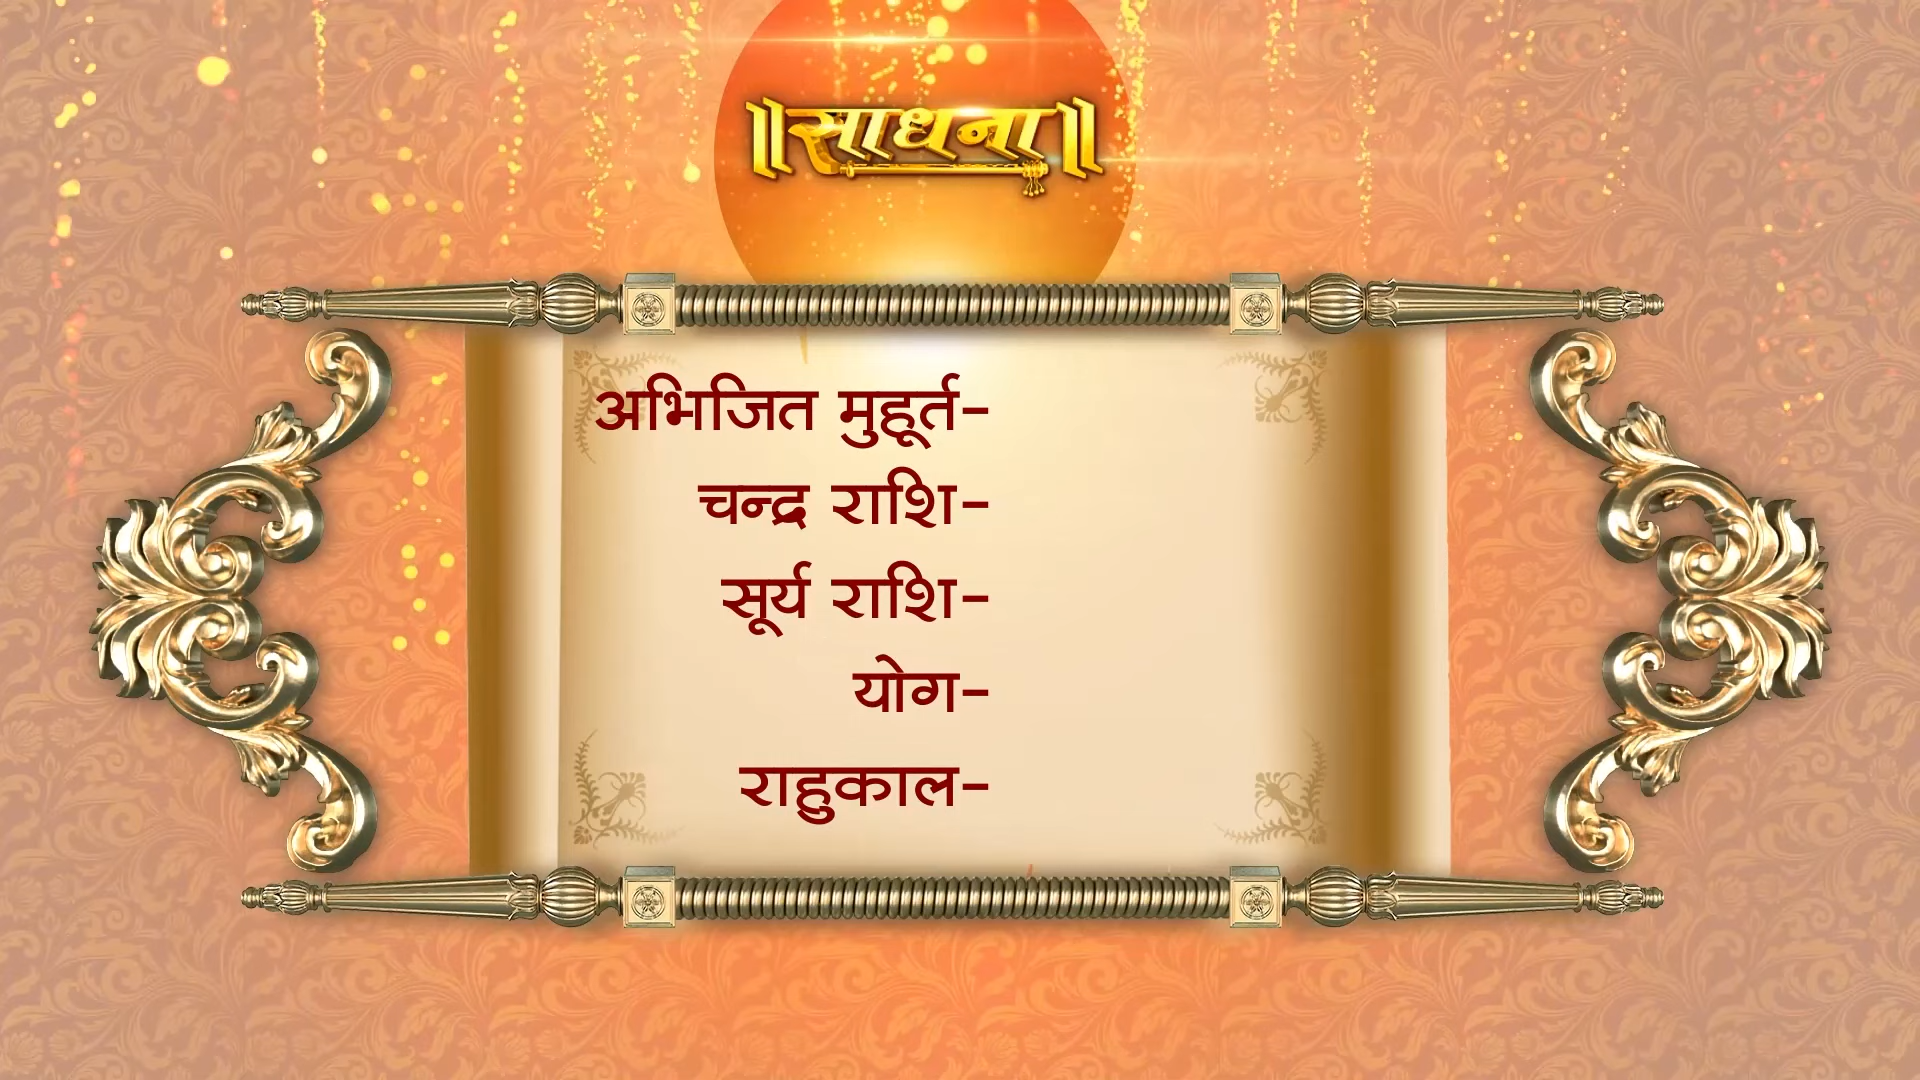 ॥साधना॥
अभिजित मुहूर्त-
चन्द्र राशि-
सूर्य राशि-
योग-
राहुकाल-